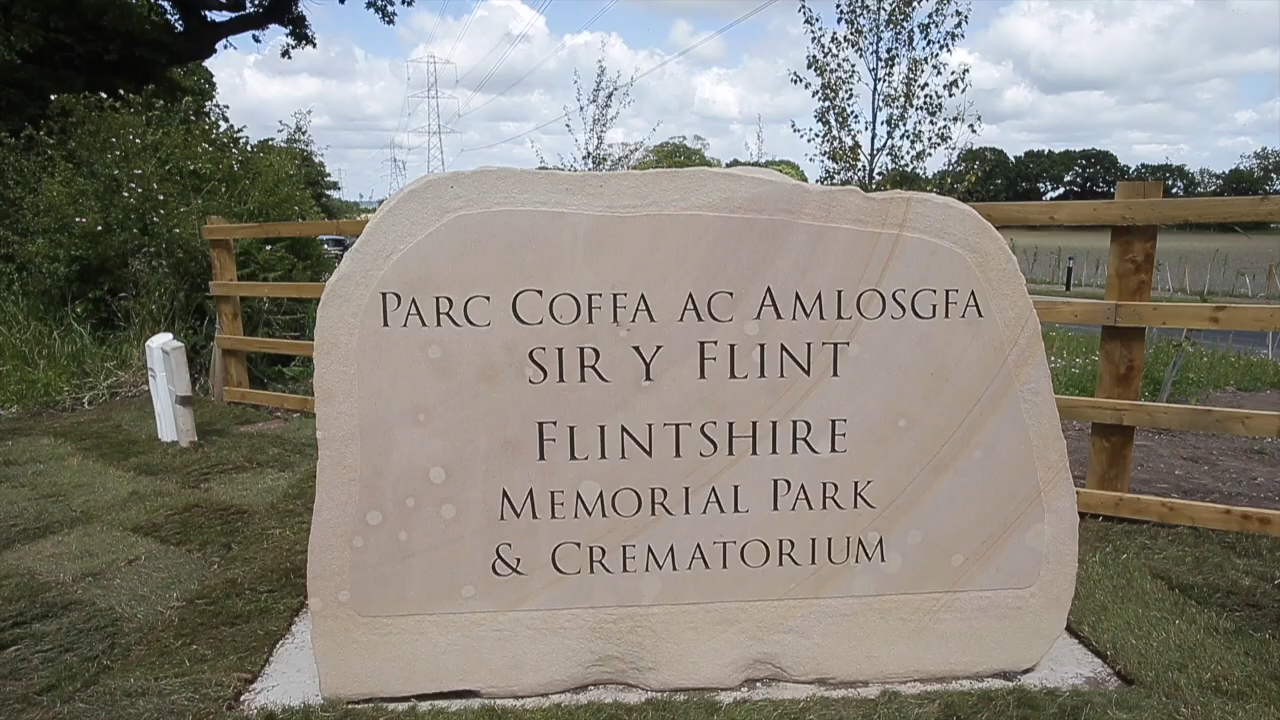 Parc Coffa ac Amlosgfa
sir y Flint
Flintshire
Memorial Park
& Crematorium